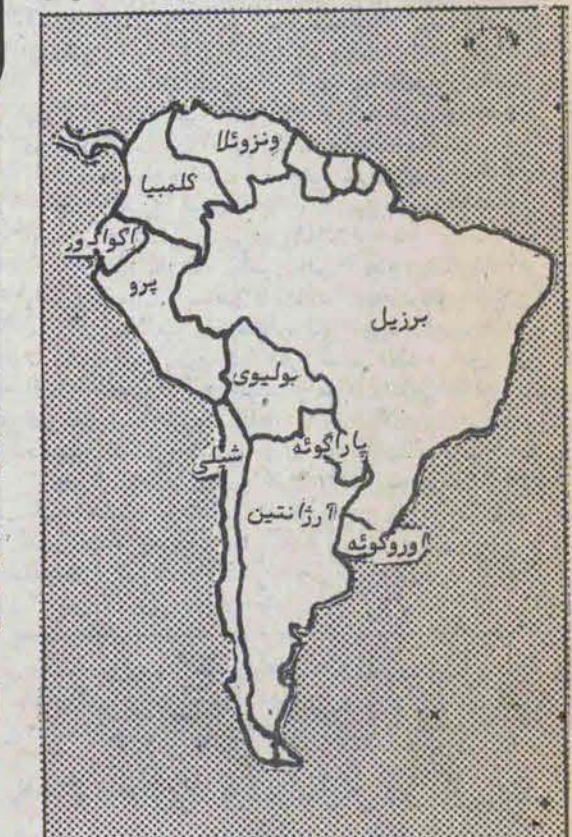 ونزوئلا
کلمبیا
اکوادور
پرو
برزیل
بولیوی
پاراگوئه
شیلی
آرژانتین
اوروگوئه